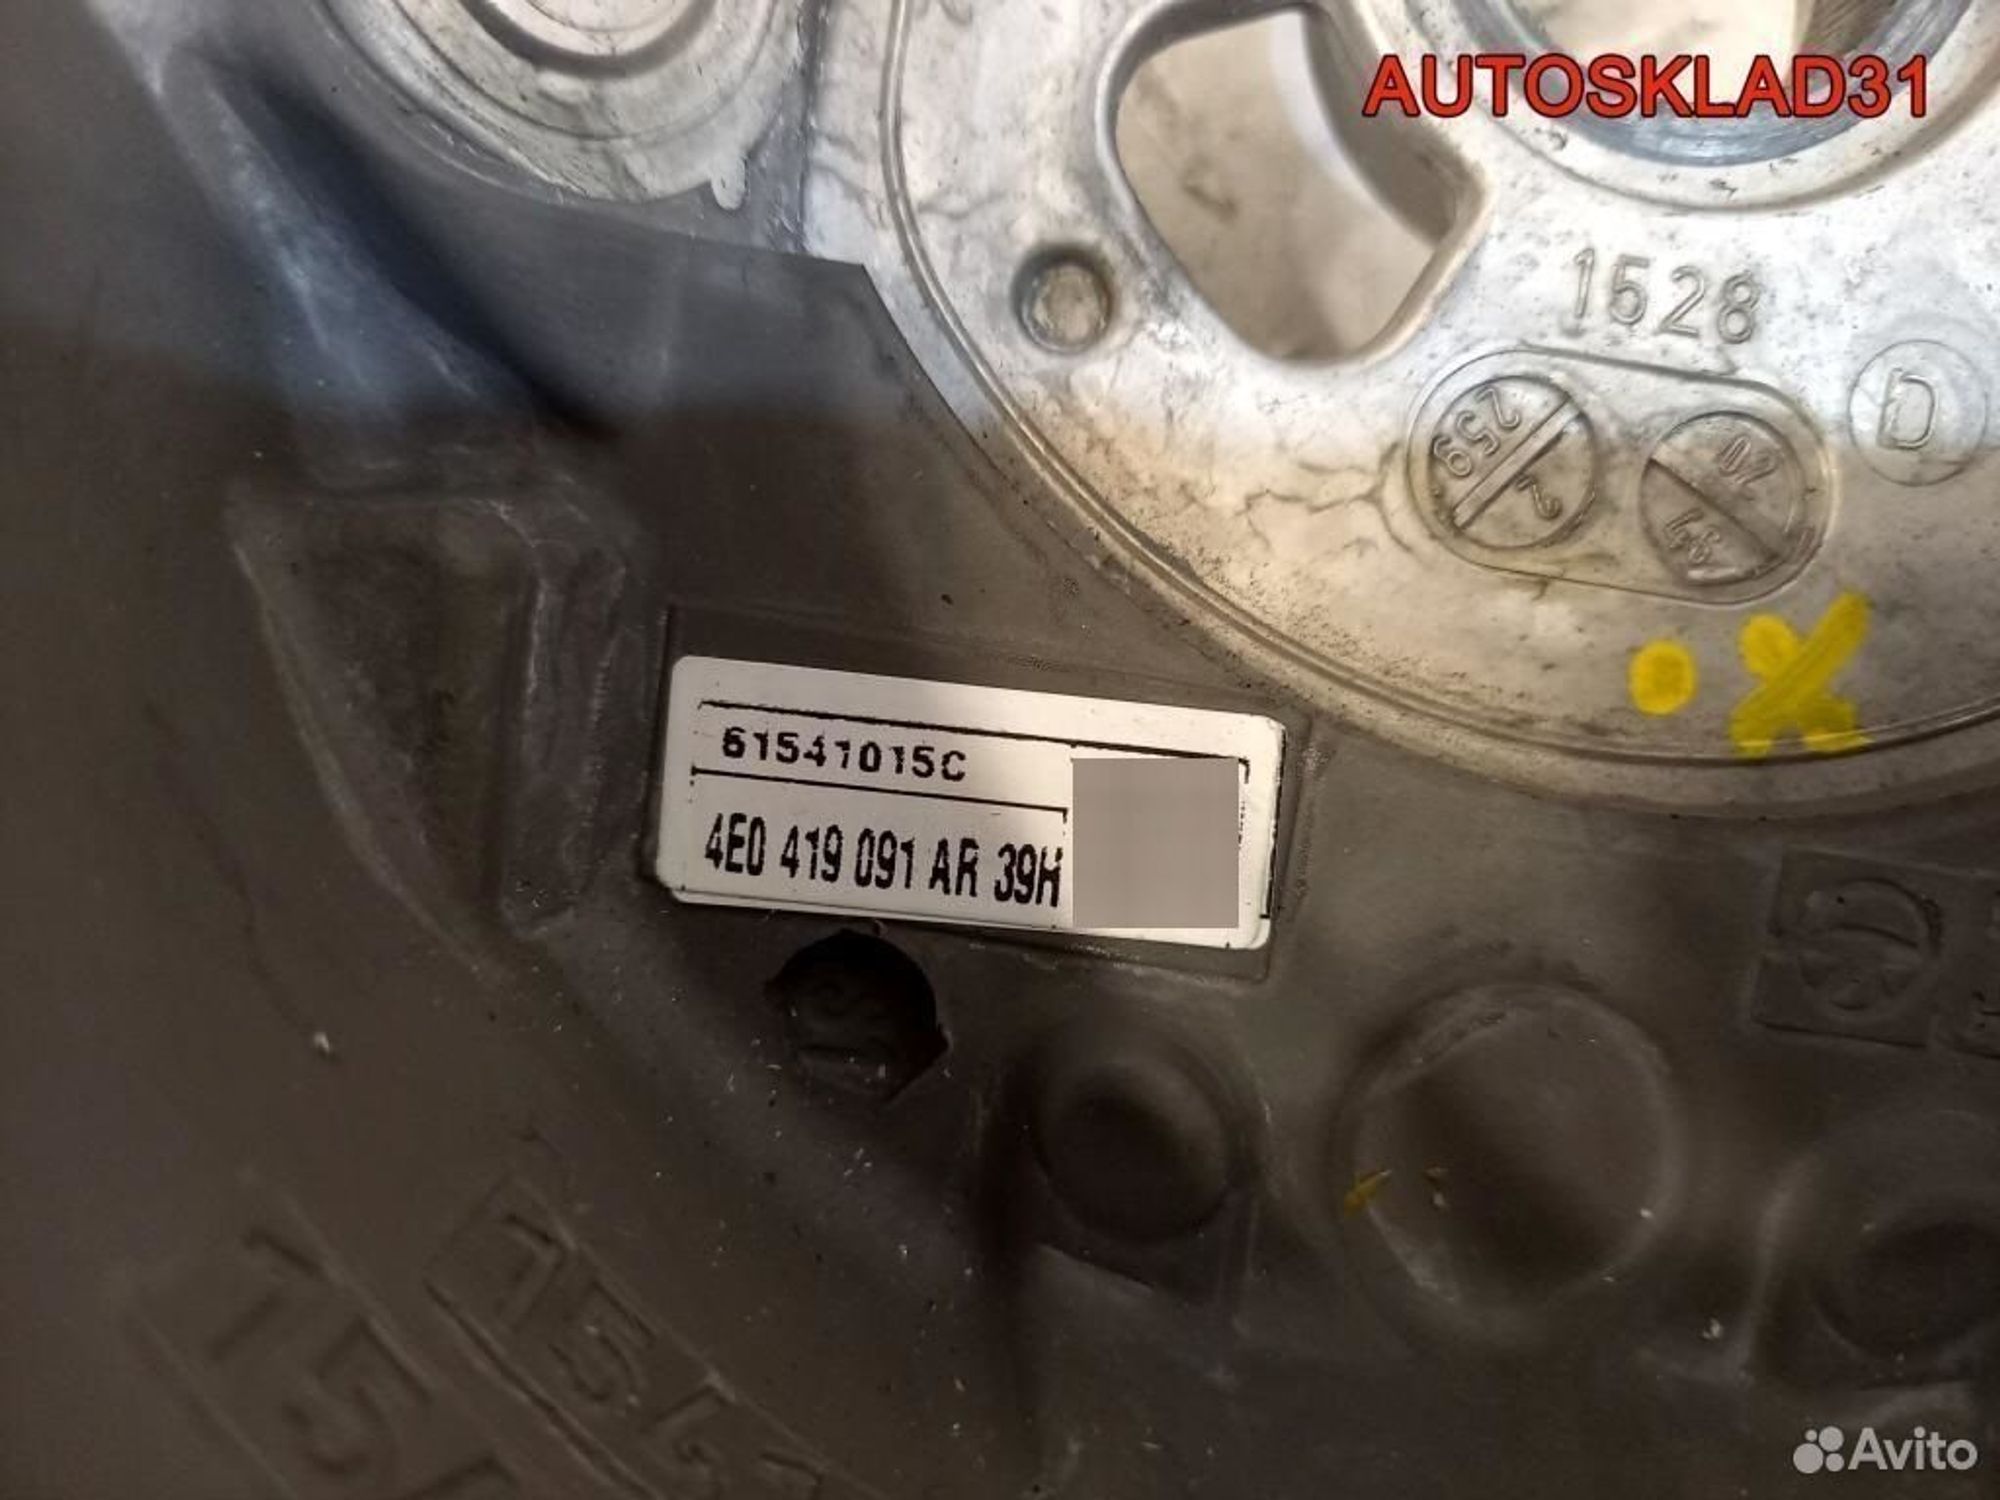 AUTOSKLAD31
1528
D
259
2
61541015C
4E0 419 091 AR 39H
Avito